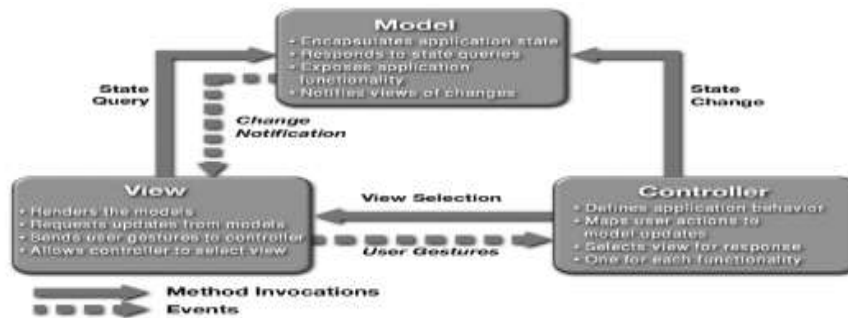 Model
• Encapsulates application state
• Responds to state queries
• Exposes application
functionality
• Notifies views of changes
State
Query
Change
Notification
State
Change
View
• Renders the models
• Requests updates from models
• Sends user gestures to controller
• Allows controller to select view
View Selection
User Gestures
Controller
• Defines application behavior
• Maps user actions to
model updates
• Selects view for response
• One for each functionality
Method Invocations
Events